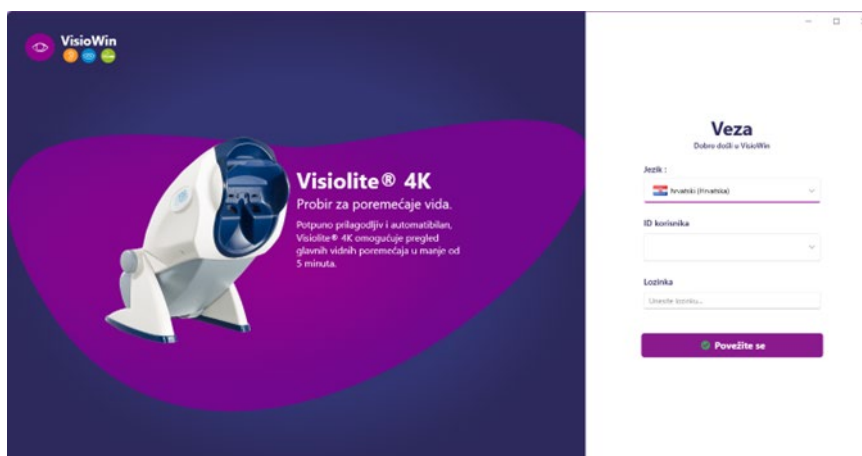 VisioWin
Visiolite® 4K
Probir za poremećaje vida.
Potpuno prilagodljiv i automatibilan,
Visiolite® 4K omogućuje pregled
glavnih vidnih poremećaja u manje od
5 minuta.
Veza
Dobro došli u VisioWin
Jezik :
hrvatski (Hrvatska)
ID korisnika
Lozinka
Unesite lozinku...
Povežite se